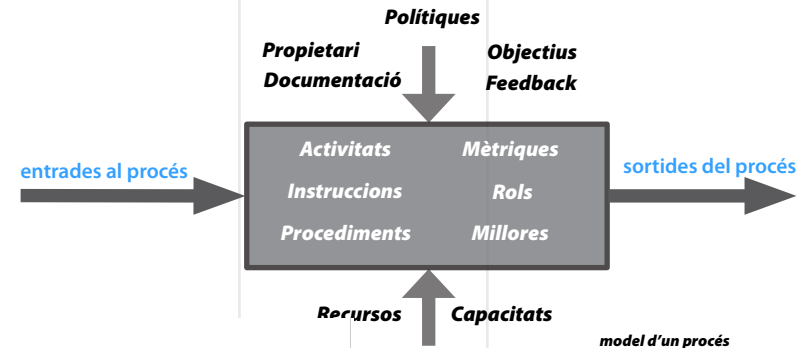 Polítiques
Propietari Objectius
Documentació Feedback
Activitats Mètriques
entrades al procés sortides del procés
Instruccions Rols
Procediments Millores
Recursos Capacitats
model d’un procés